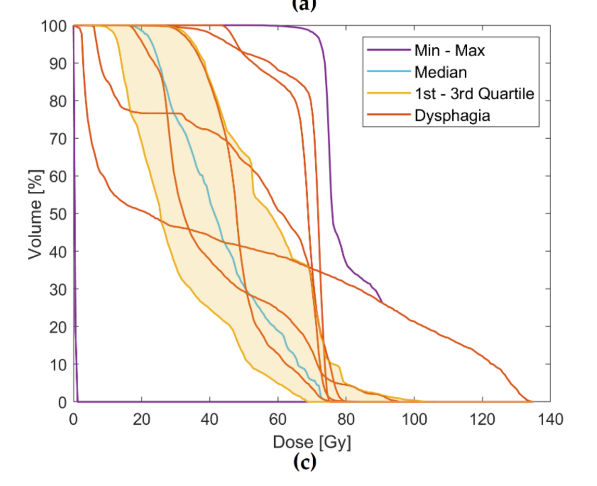 (a)
100
90
80
70
60
50
40
30
20
10
0
Volume [%]
Min - Max
Median
1st - 3rd Quartile
Dysphagia
0 20 40 60 80 100 120 140
Dose [Gy]
(c)